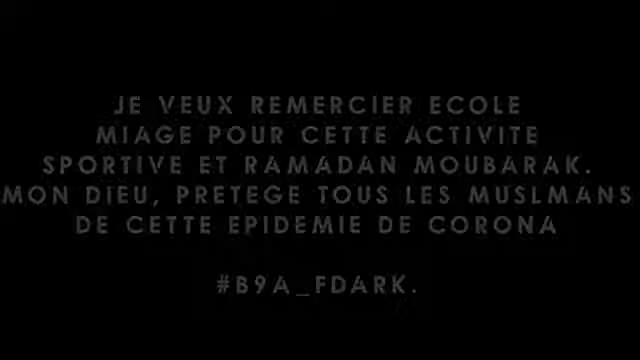 JE VEUX REMERCIER ECOLE
MIAGE POUR CETTE ACTIVITE
SPORTIVE ET RAMADAN MOUBARAK.
MON DIEU, PRETEGE TOUS LES MUSLMANS
DE CETTE EPIDEMIE DE CORONA
#B9A_FDARK.